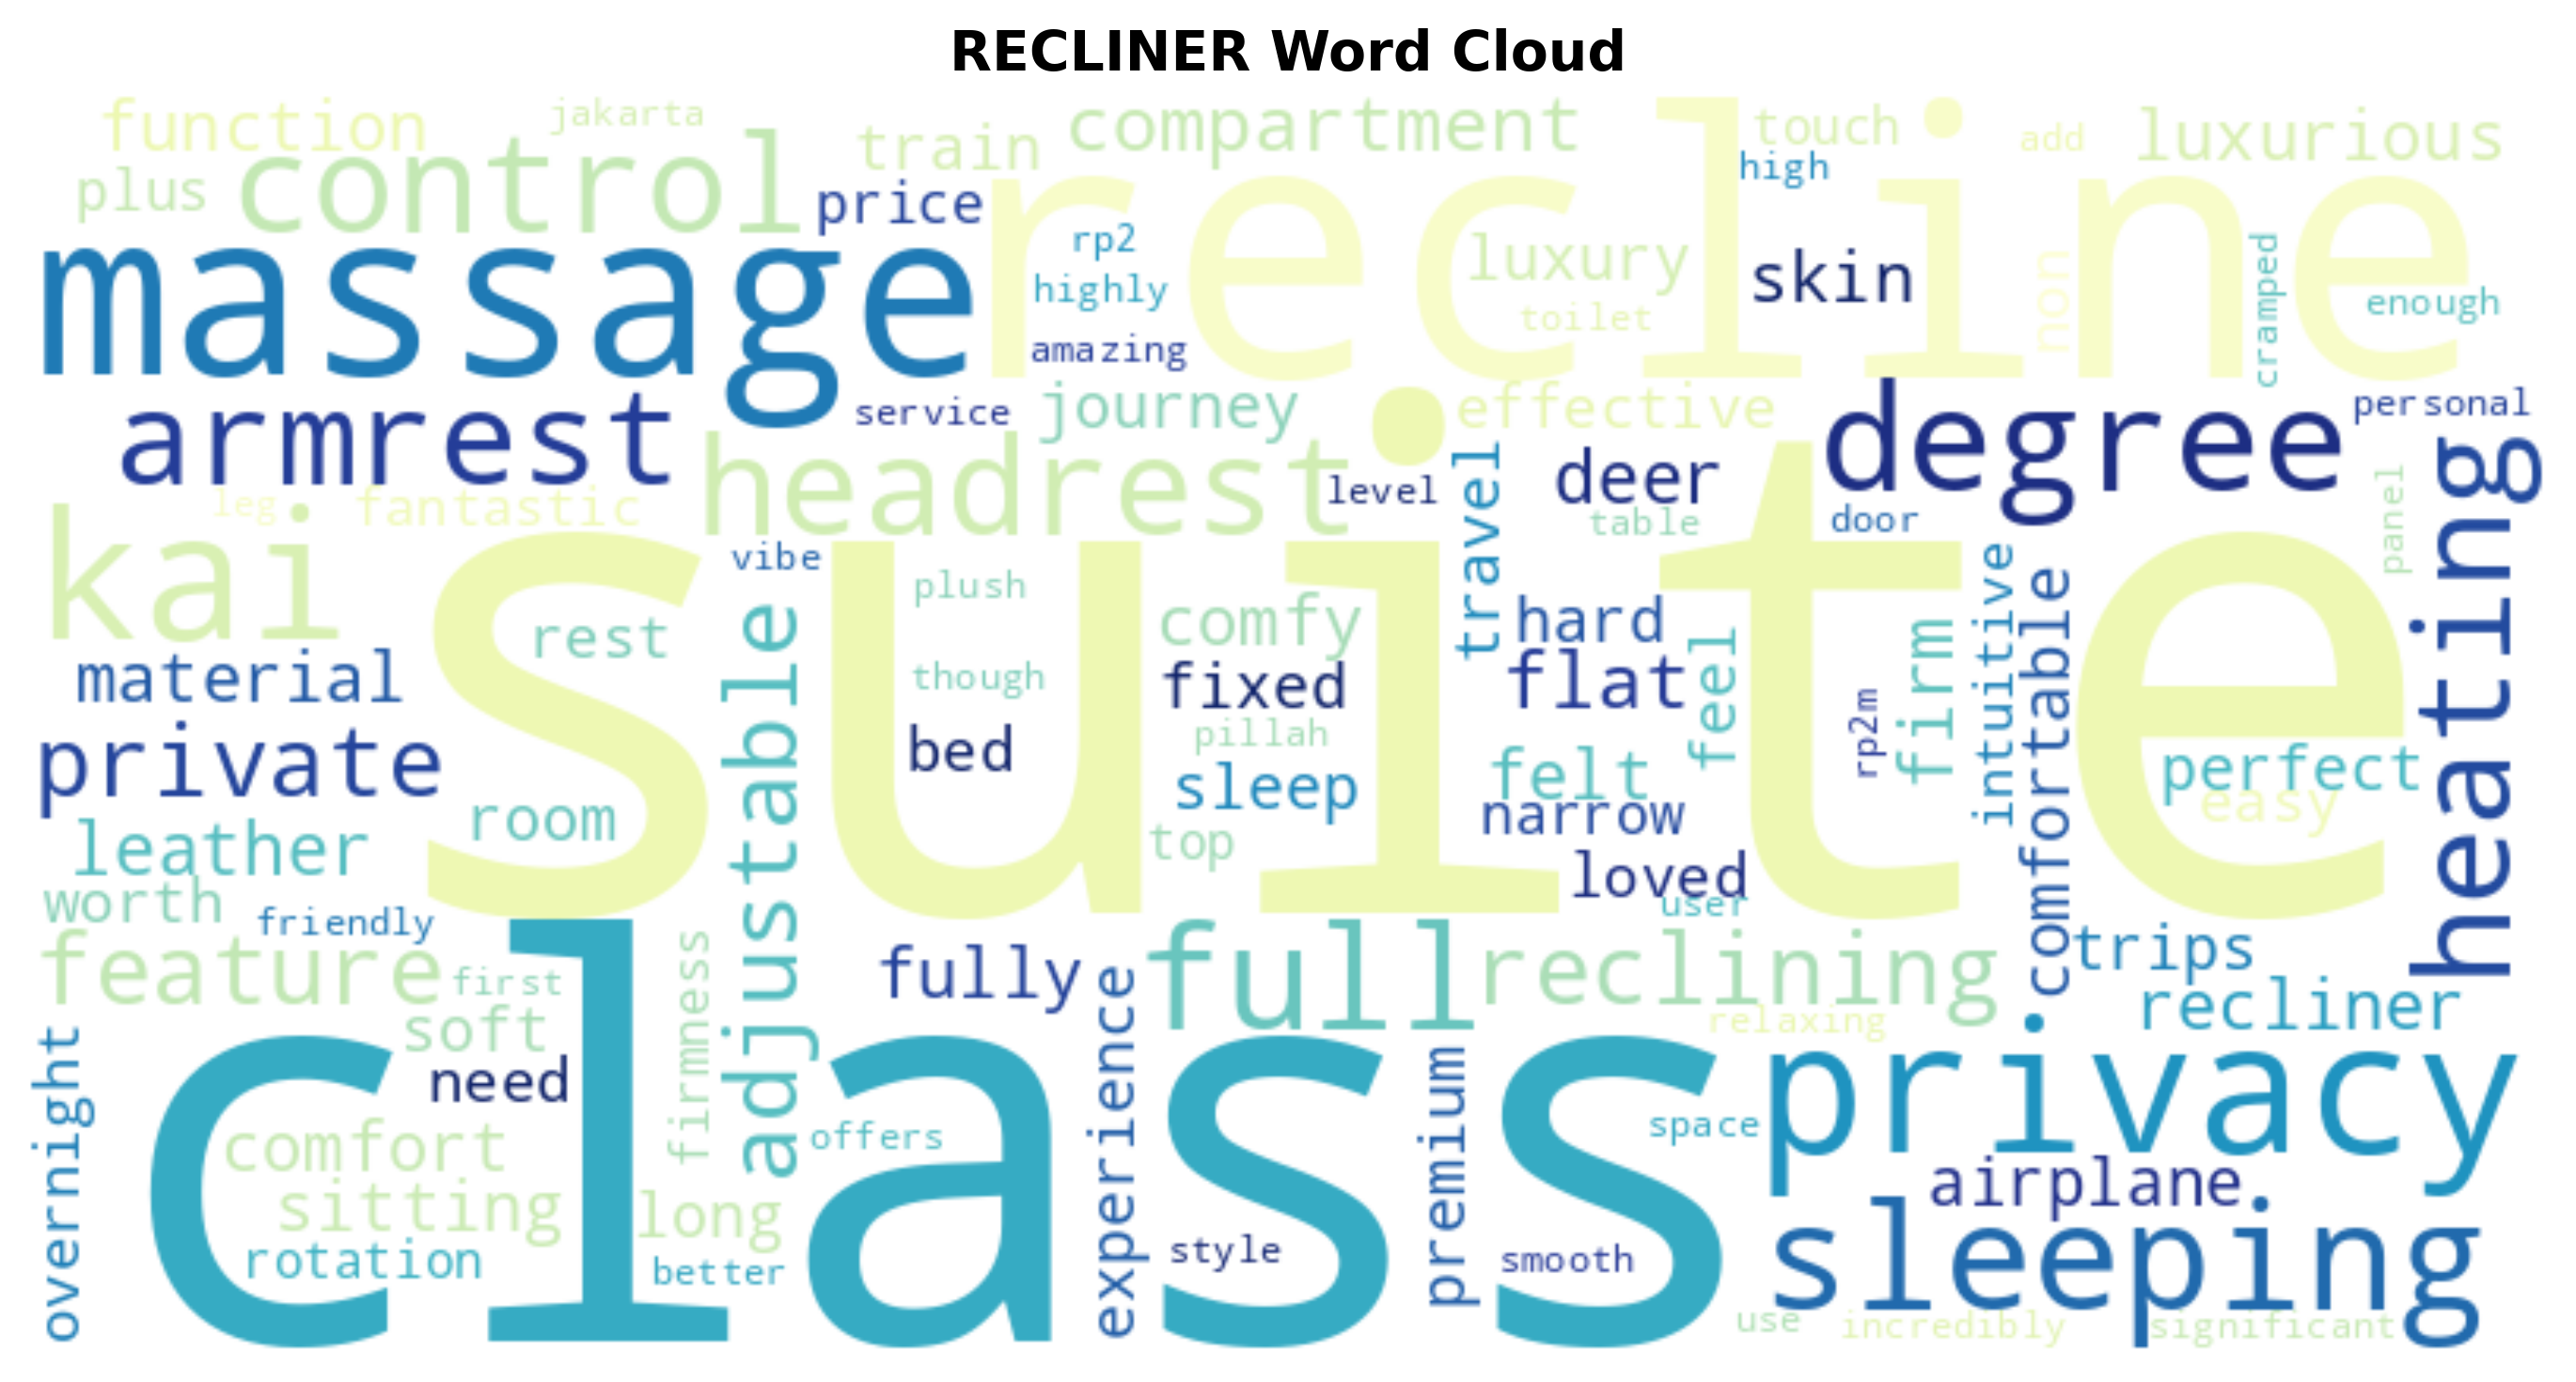 RECLINER Word Cloud
function
jakarta
train
compartment
touch
add
luxurious
plus
control
price
recline
high
massage
rp2
highly
luxury
skin
non
cramped
enough
toilet
amazing
armrest
service
journey
effective
degree
personal
headrest
level
travel
deer
table
door
panel
heating
leg
fantastic
kai
suite
vibe
plush
comfy
hard
feel
firm
intuitive
comfortable
rest
adjustable
though
fixed
flat
rp2m
material
private
bed
pillah
sleep
felt
narrow
perfect
easy
leather
room
top
loved
user
worth
friendly
feature
first
firmness
fully
experience
full
reclining
trips
recliner
relaxing
overnight
soft
need
class
premium
privacy
comfort
offers
space
airplane
sitting
long
sleeping
rotation
better
style
smooth
use
incredibly
significant